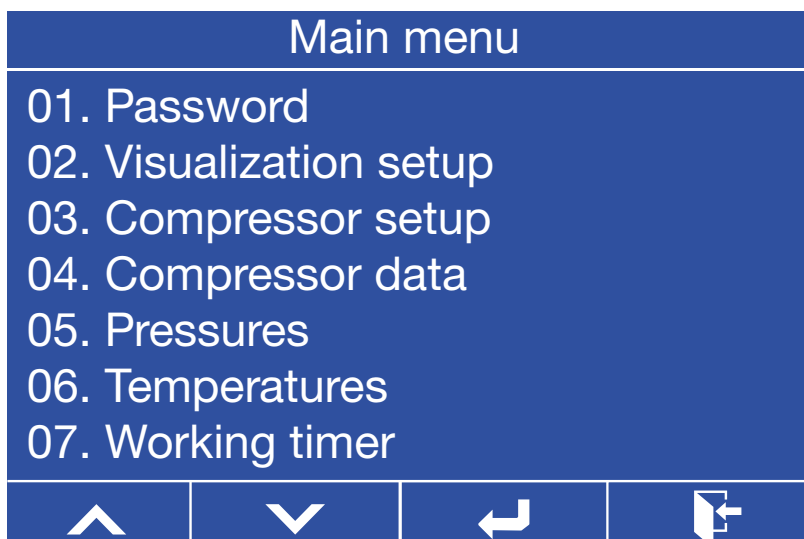 Main menu
01. Password
02. Visualization setup
03. Compressor setup
04. Compressor data
05. Pressures
06. Temperatures
07. Working timer